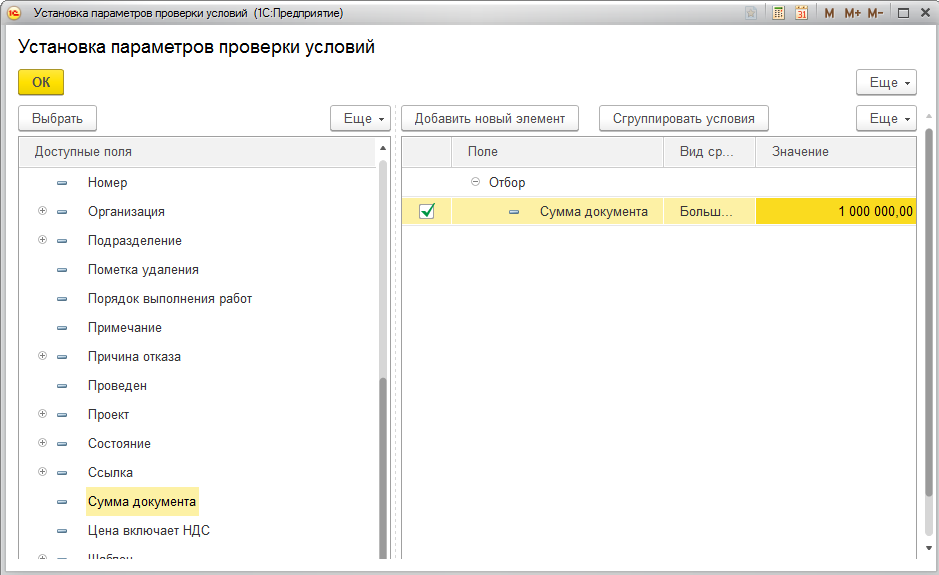 Установка параметров проверки условий (1С:Предприятие)
31 M M+ M-
Установка параметров проверки условий
ОК
Еще
Выбрать
Еще
Добавить новый элемент
Сгруппировать условия
Еще
Доступные поля
Номер
Организация
Подразделение
Пометка удаления
Порядок выполнения работ
Примечание
Причина отказа
Проведен
Проект
Состояние
Ссылка
Сумма документа
Цена включает НДС
Шаблон
Поле
Вид ср...
Значение
Отбор
Сумма документа
Больш...
1 000 000,00